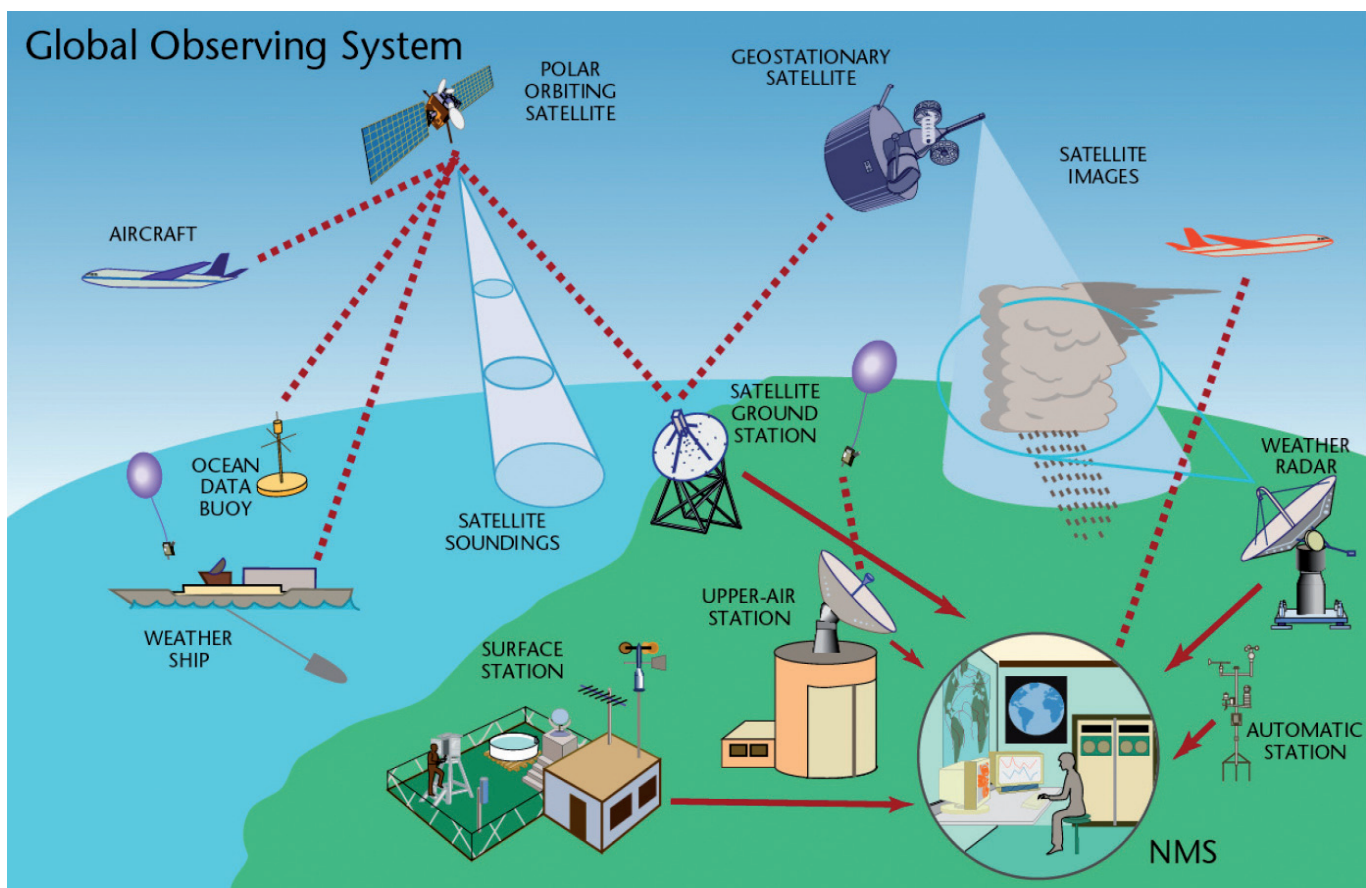 Global Observing System
POLAR
ORBITING
SATELLITE
GEOSTATIONARY
SATELLITE
SATELLITE
IMAGES
AIRCRAFT
SATELLITE
GROUND
STATION
WEATHER
RADAR
OCEAN
DATA
BUOY
SATELLITE
SOUNDINGS
UPPER-AIR
STATION
WEATHER
SHIP
SURFACE
STATION
AUTOMATIC
STATION
NMS